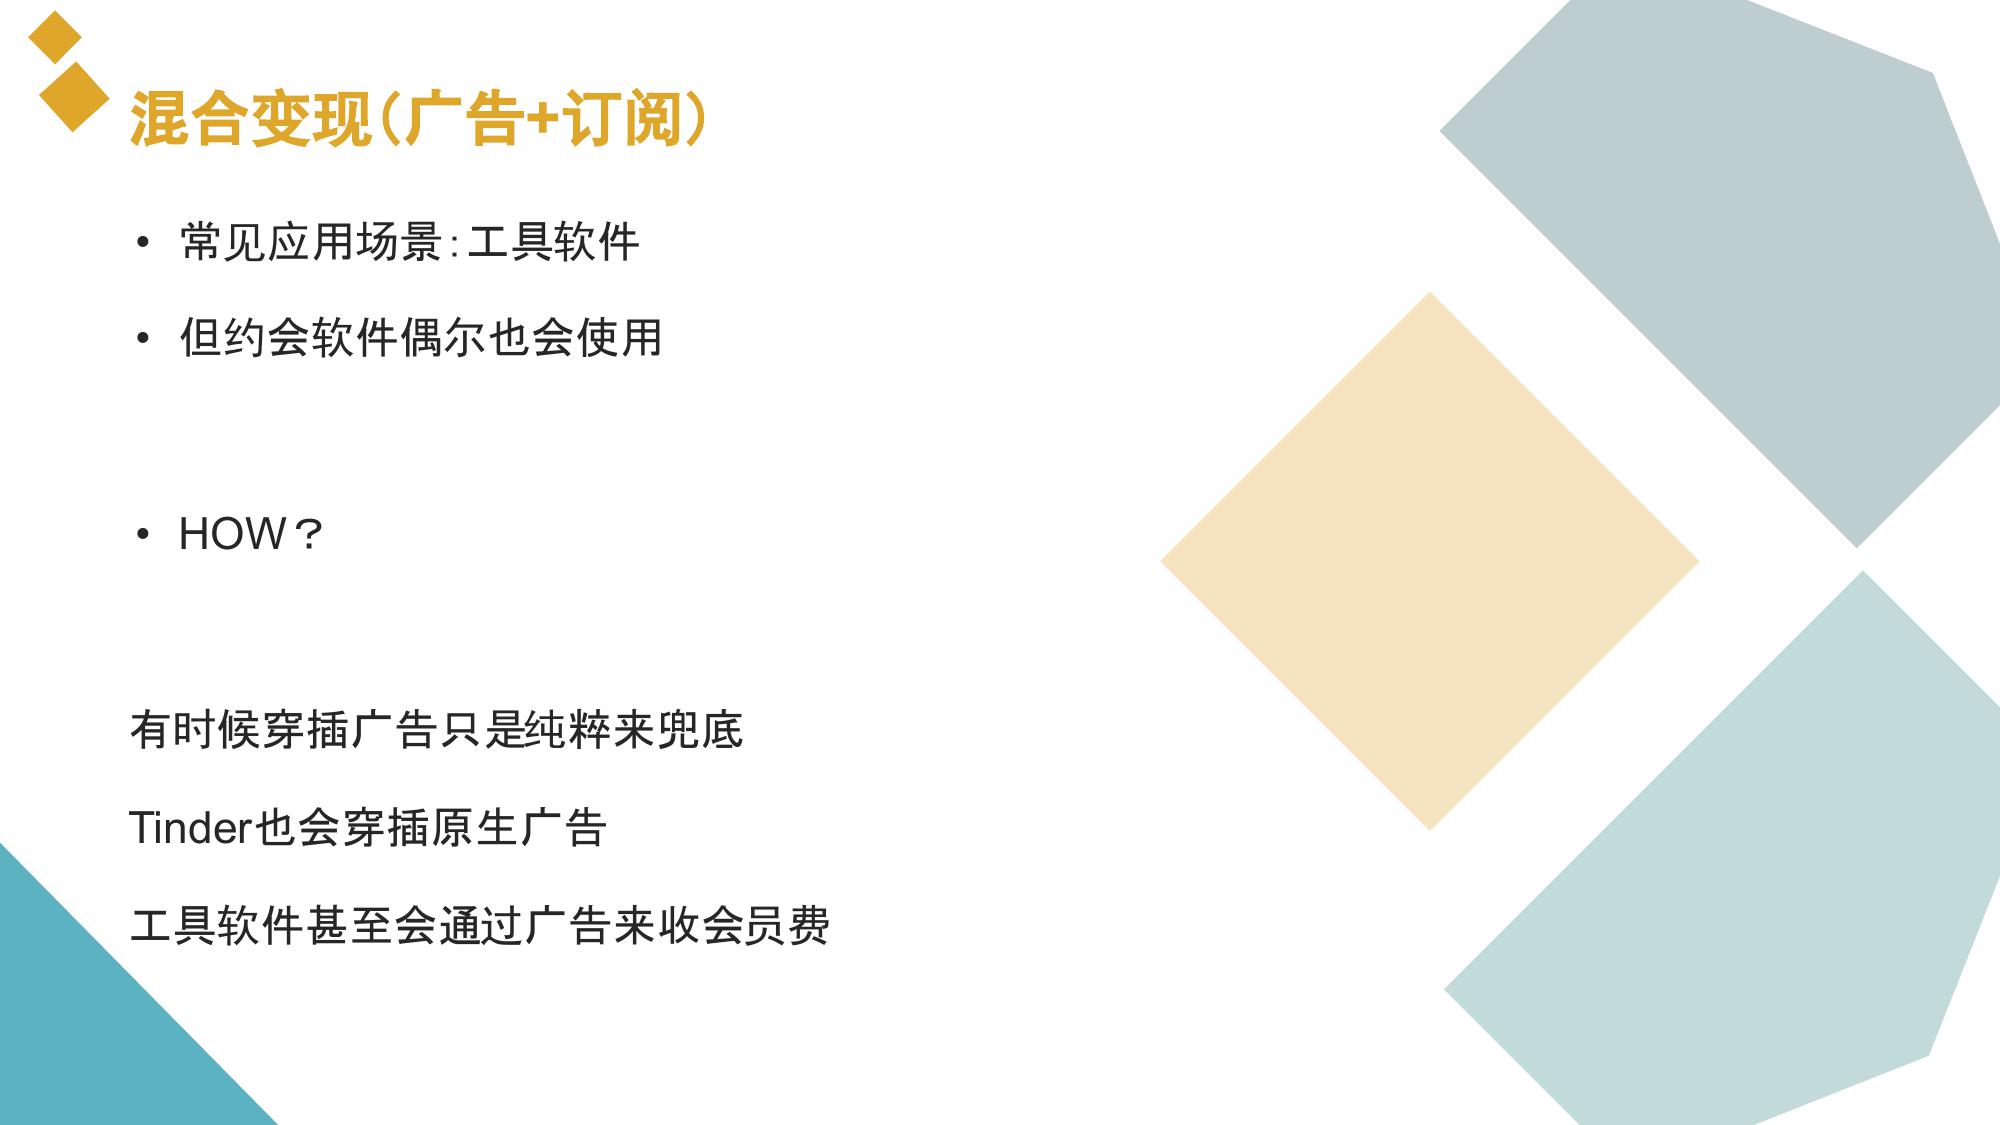 混合变现（广告+订阅）
• 常见应用场景：工具软件
• 但约会软件偶尔也会使用
• HOW？
有时候穿插广告只是纯粹来兜底
Tinder也会穿插原生广告
工具软件甚至会通过广告来收会员费